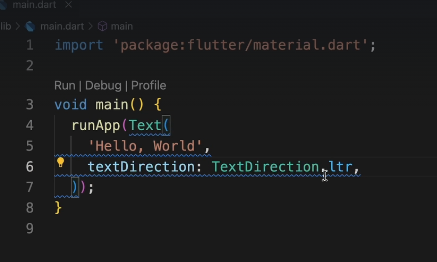 main.dart ×
lib > main.dart > main
1 import 'package:flutter/material.dart';
2
Run | Debug | Profile
3 void main() {
4 runApp(Text(
5 'Hello, World',
6 textDirection: TextDirection.ltr,
7 ));
8 }
9